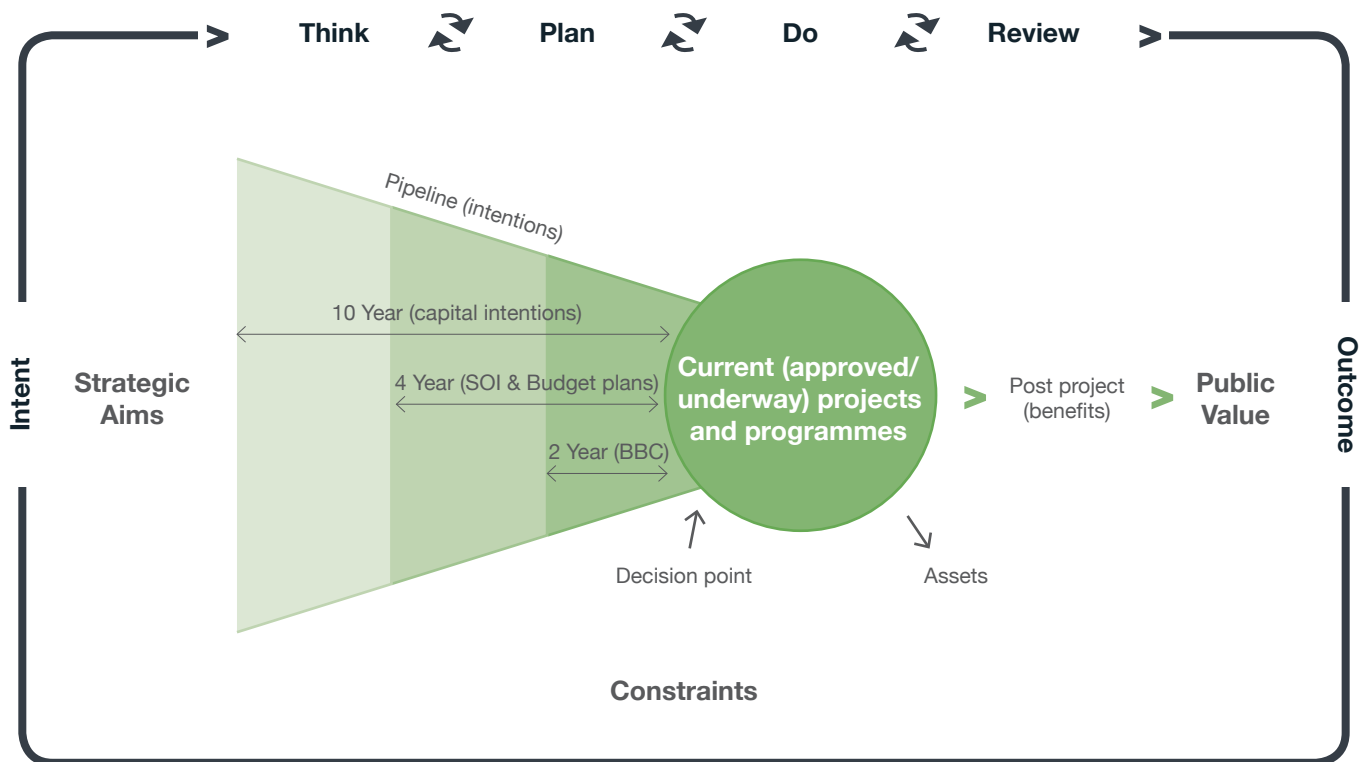 Think
Plan
Do
Review
Pipeline (intentions)
10 Year (capital intentions)
4 Year (SOI & Budget plans)
2 Year (BBC)
Intent
Strategic
Aims
Current (approved/
underway) projects
and programmes
Post project
(benefits)
Public
Value
Outcome
Decision point
Assets
Constraints